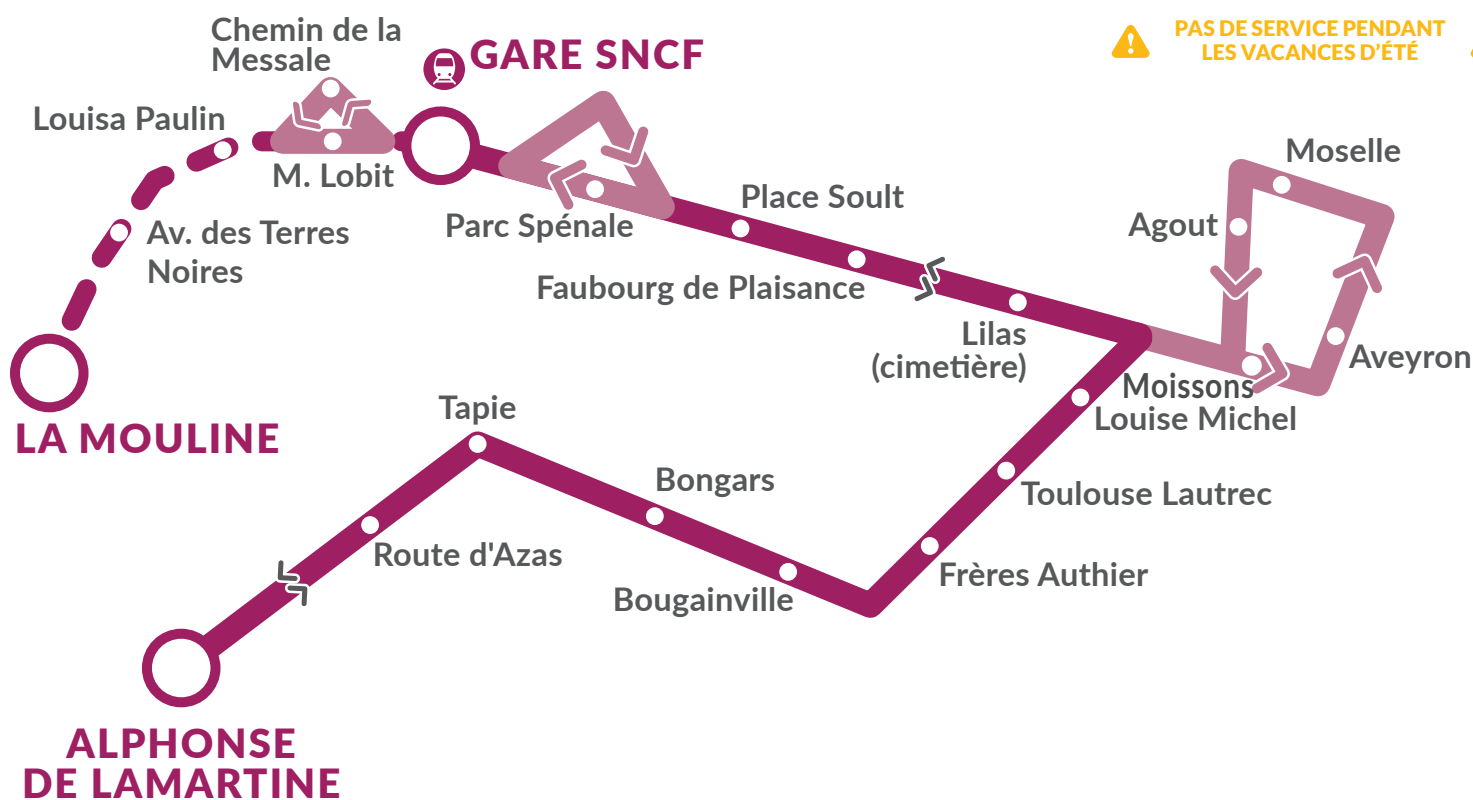 Chemin de la
Messale
GARE SNCF
PAS DE SERVICE PENDANT
LES VACANCES D'ÉTÉ
Louisa Paulin
M. Lobit
Moselle
Place Soult
Parc Spénale
Agout
Av. des Terres
Noires
Faubourg de Plaisance
Lilas
(cimetière)
Aveyron
Moissons
Louise Michel
Tapie
LA MOULINE
Bongars
Toulouse Lautrec
Route d'Azas
Frères Authier
Bougainville
ALPHONSE
DE LAMARTINE